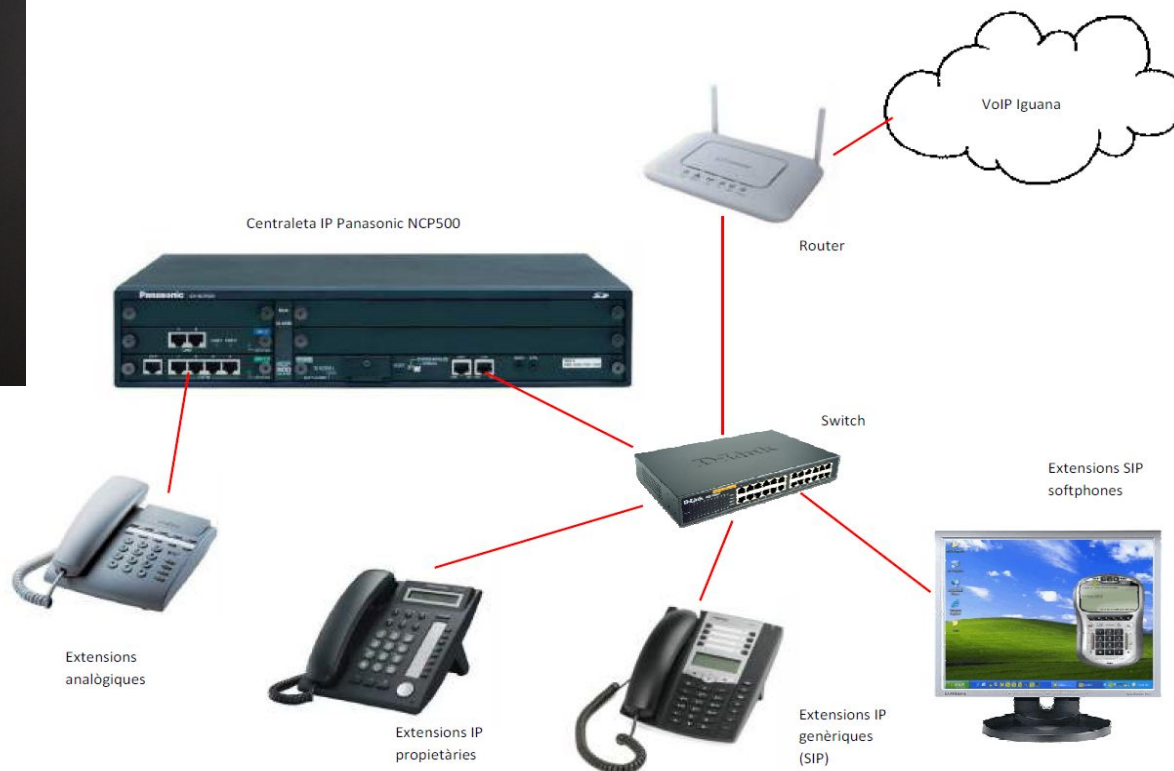 VoIP Iguana
Centraleta IP Panasonic NCP500
Router
Panasonic
Switch
D-Link
Extensions SIP
softphones
Extensions
analògiques
Extensions IP
propietàries
Extensions IP
genèriques
(SIP)